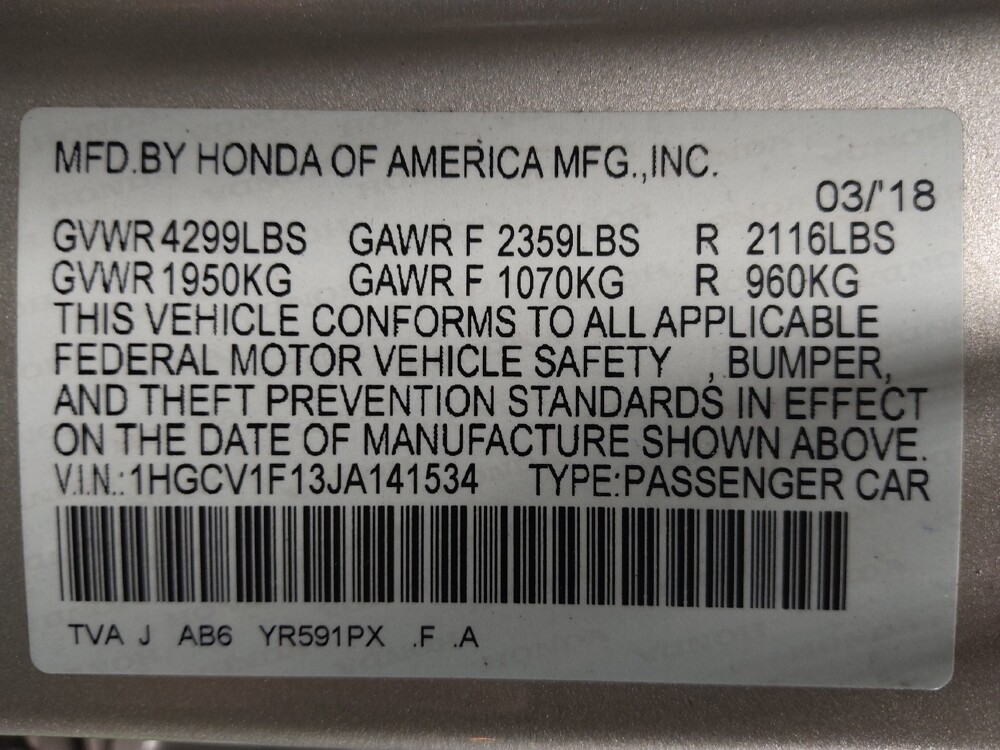 MFD.BY HONDA OF AMERICA MFG.,INC.
03/'18
GVWR 4299LBS GAWR F 2359LBS R 2116LBS
GVWR 1950KG GAWR F 1070KG R 960KG
THIS VEHICLE CONFORMS TO ALL APPLICABLE
FEDERAL MOTOR VEHICLE SAFETY , BUMPER,
AND THEFT PREVENTION STANDARDS IN EFFECT
ON THE DATE OF MANUFACTURE SHOWN ABOVE.
V.I.N.: 1HGCV1F13JA141534 TYPE:PASSENGER CAR
TVA J AB6 YR591PX .F .A